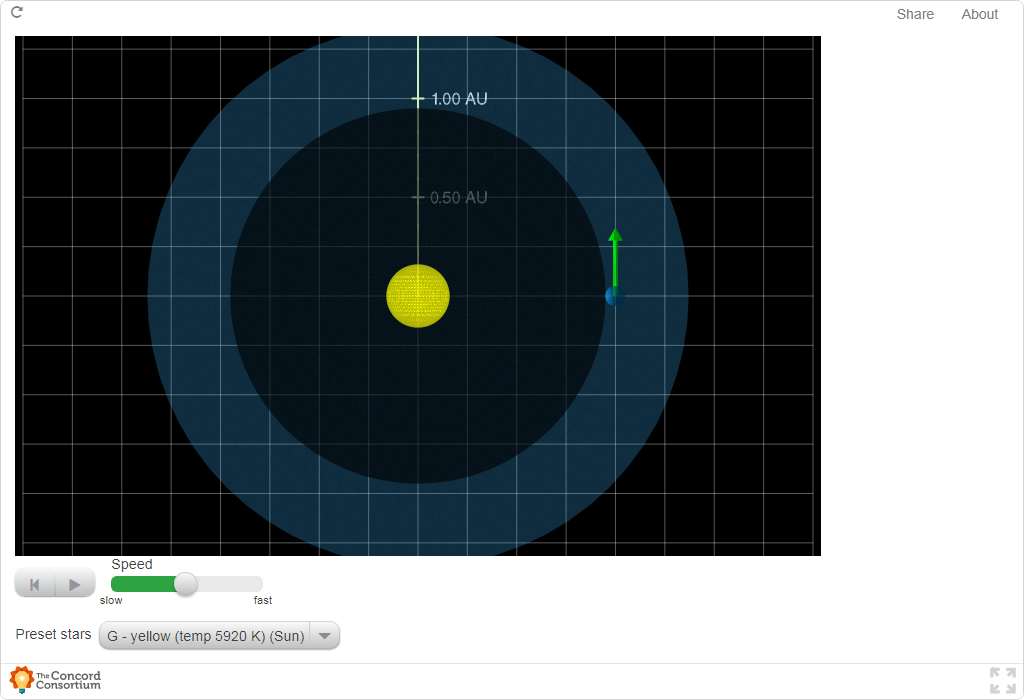 Share About
1.00 AU
0.50 AU
Speed
slow fast
Preset stars G - yellow (temp 5920 K) (Sun)
The Concord
Consortium